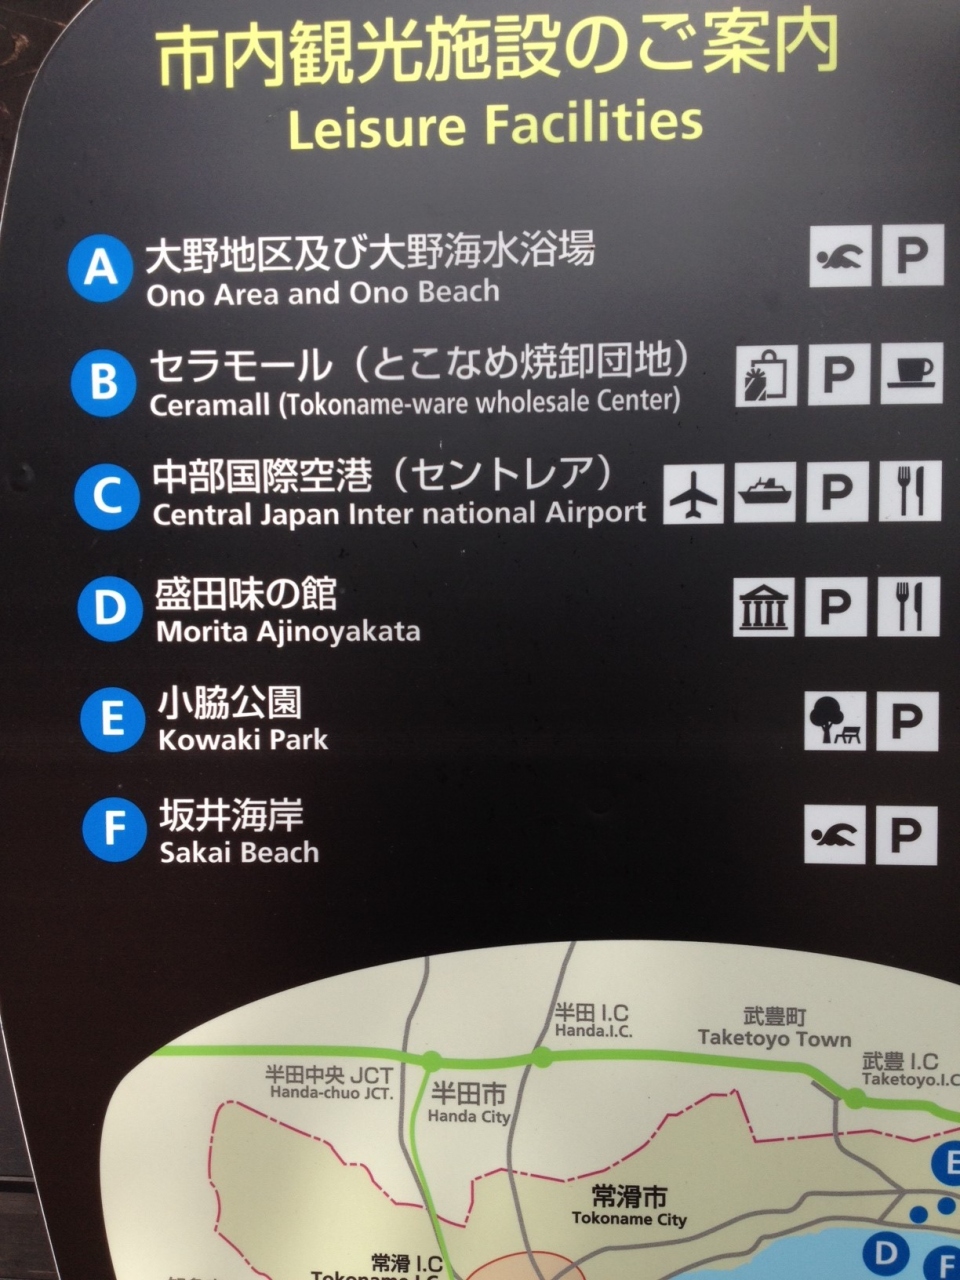 市内観光施設のご案内
Leisure Facilities
A 大野地区及び大野海水浴場 P
Ono Area and Ono Beach
B セラモール（とこなめ焼卸団地） P
Ceramall (Tokoname-ware wholesale Center)
C 中部国際空港（セントレア） P
Central Japan Inter national Airport
D 盛田味の館 P
Morita Ajinoyakata
E 小脇公園 P
Kowaki Park
F 坂井海岸 P
Sakai Beach
半田 I.C
Handa.I.C.
武豊町
Taketoyo Town
武豊 I.C
Taketoyo.I.C
半田中央 JCT
Handa-chuo JCT.
半田市
Handa City
E
常滑市
Tokoname City
D
F
常滑 I.C
Tokoname I.C.